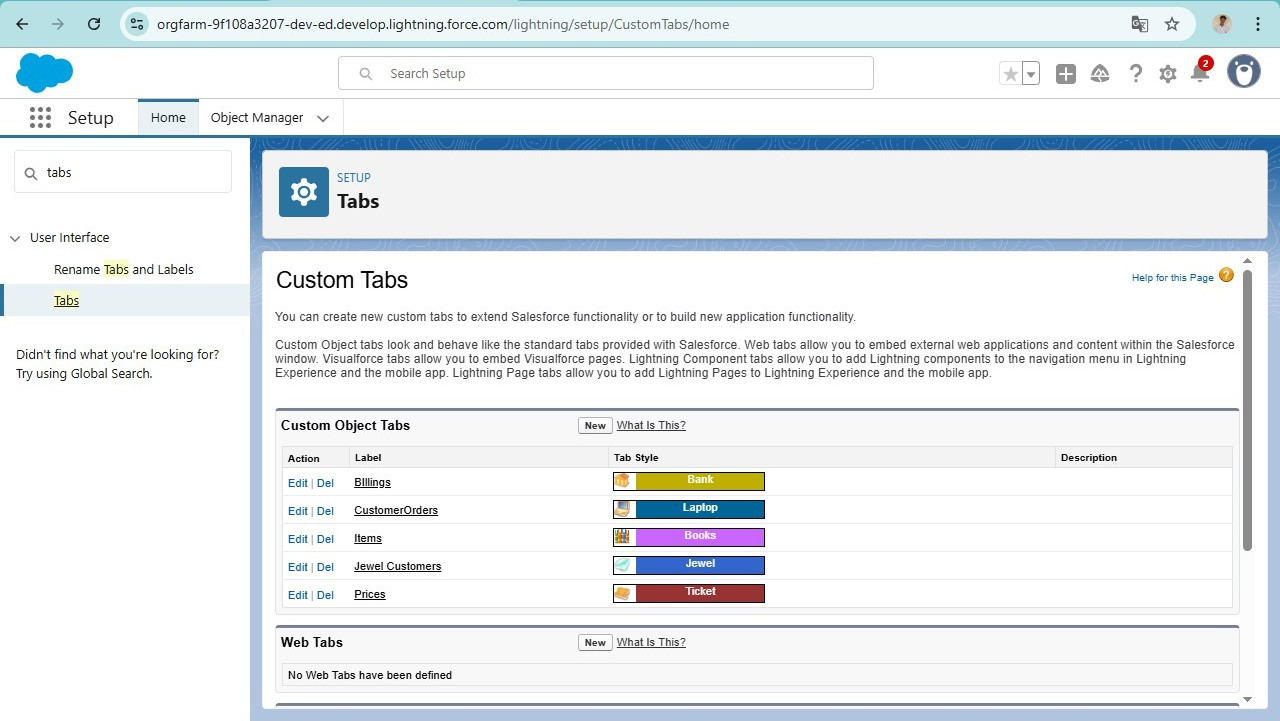 orgfarm-9f108a3207-dev-ed.develop.lightning.force.com/lightning/setup/CustomTabs/home
Search Setup
2
Setup
Home
Object Manager
tabs
User Interface
Rename Tabs and Labels
Tabs
Didn't find what you're looking for?
Try using Global Search.
SETUP
Tabs
Custom Tabs
Help for this Page ?
You can create new custom tabs to extend Salesforce functionality or to build new application functionality.
Custom Object tabs look and behave like the standard tabs provided with Salesforce. Web tabs allow you to embed external web applications and content within the Salesforce
window. Visualforce tabs allow you to embed Visualforce pages. Lightning Component tabs allow you to add Lightning components to the navigation menu in Lightning
Experience and the mobile app. Lightning Page tabs allow you to add Lightning Pages to Lightning Experience and the mobile app.
Custom Object Tabs New What Is This?
Action Label Tab Style Description
Edit | Del BIllings Bank
Edit | Del CustomerOrders Laptop
Edit | Del Items Books
Edit | Del Jewel Customers Jewel
Edit | Del Prices Ticket
Web Tabs New What Is This?
No Web Tabs have been defined